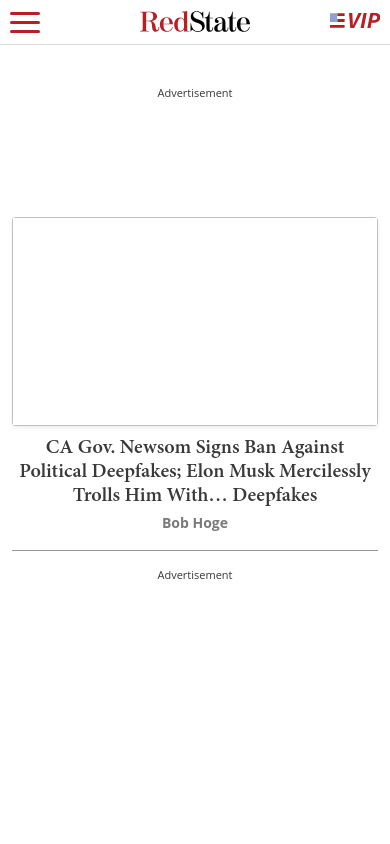 RedState
VIP
Advertisement
CA Gov. Newsom Signs Ban Against
Political Deepfakes; Elon Musk Mercilessly
Trolls Him With… Deepfakes
Bob Hoge
Advertisement